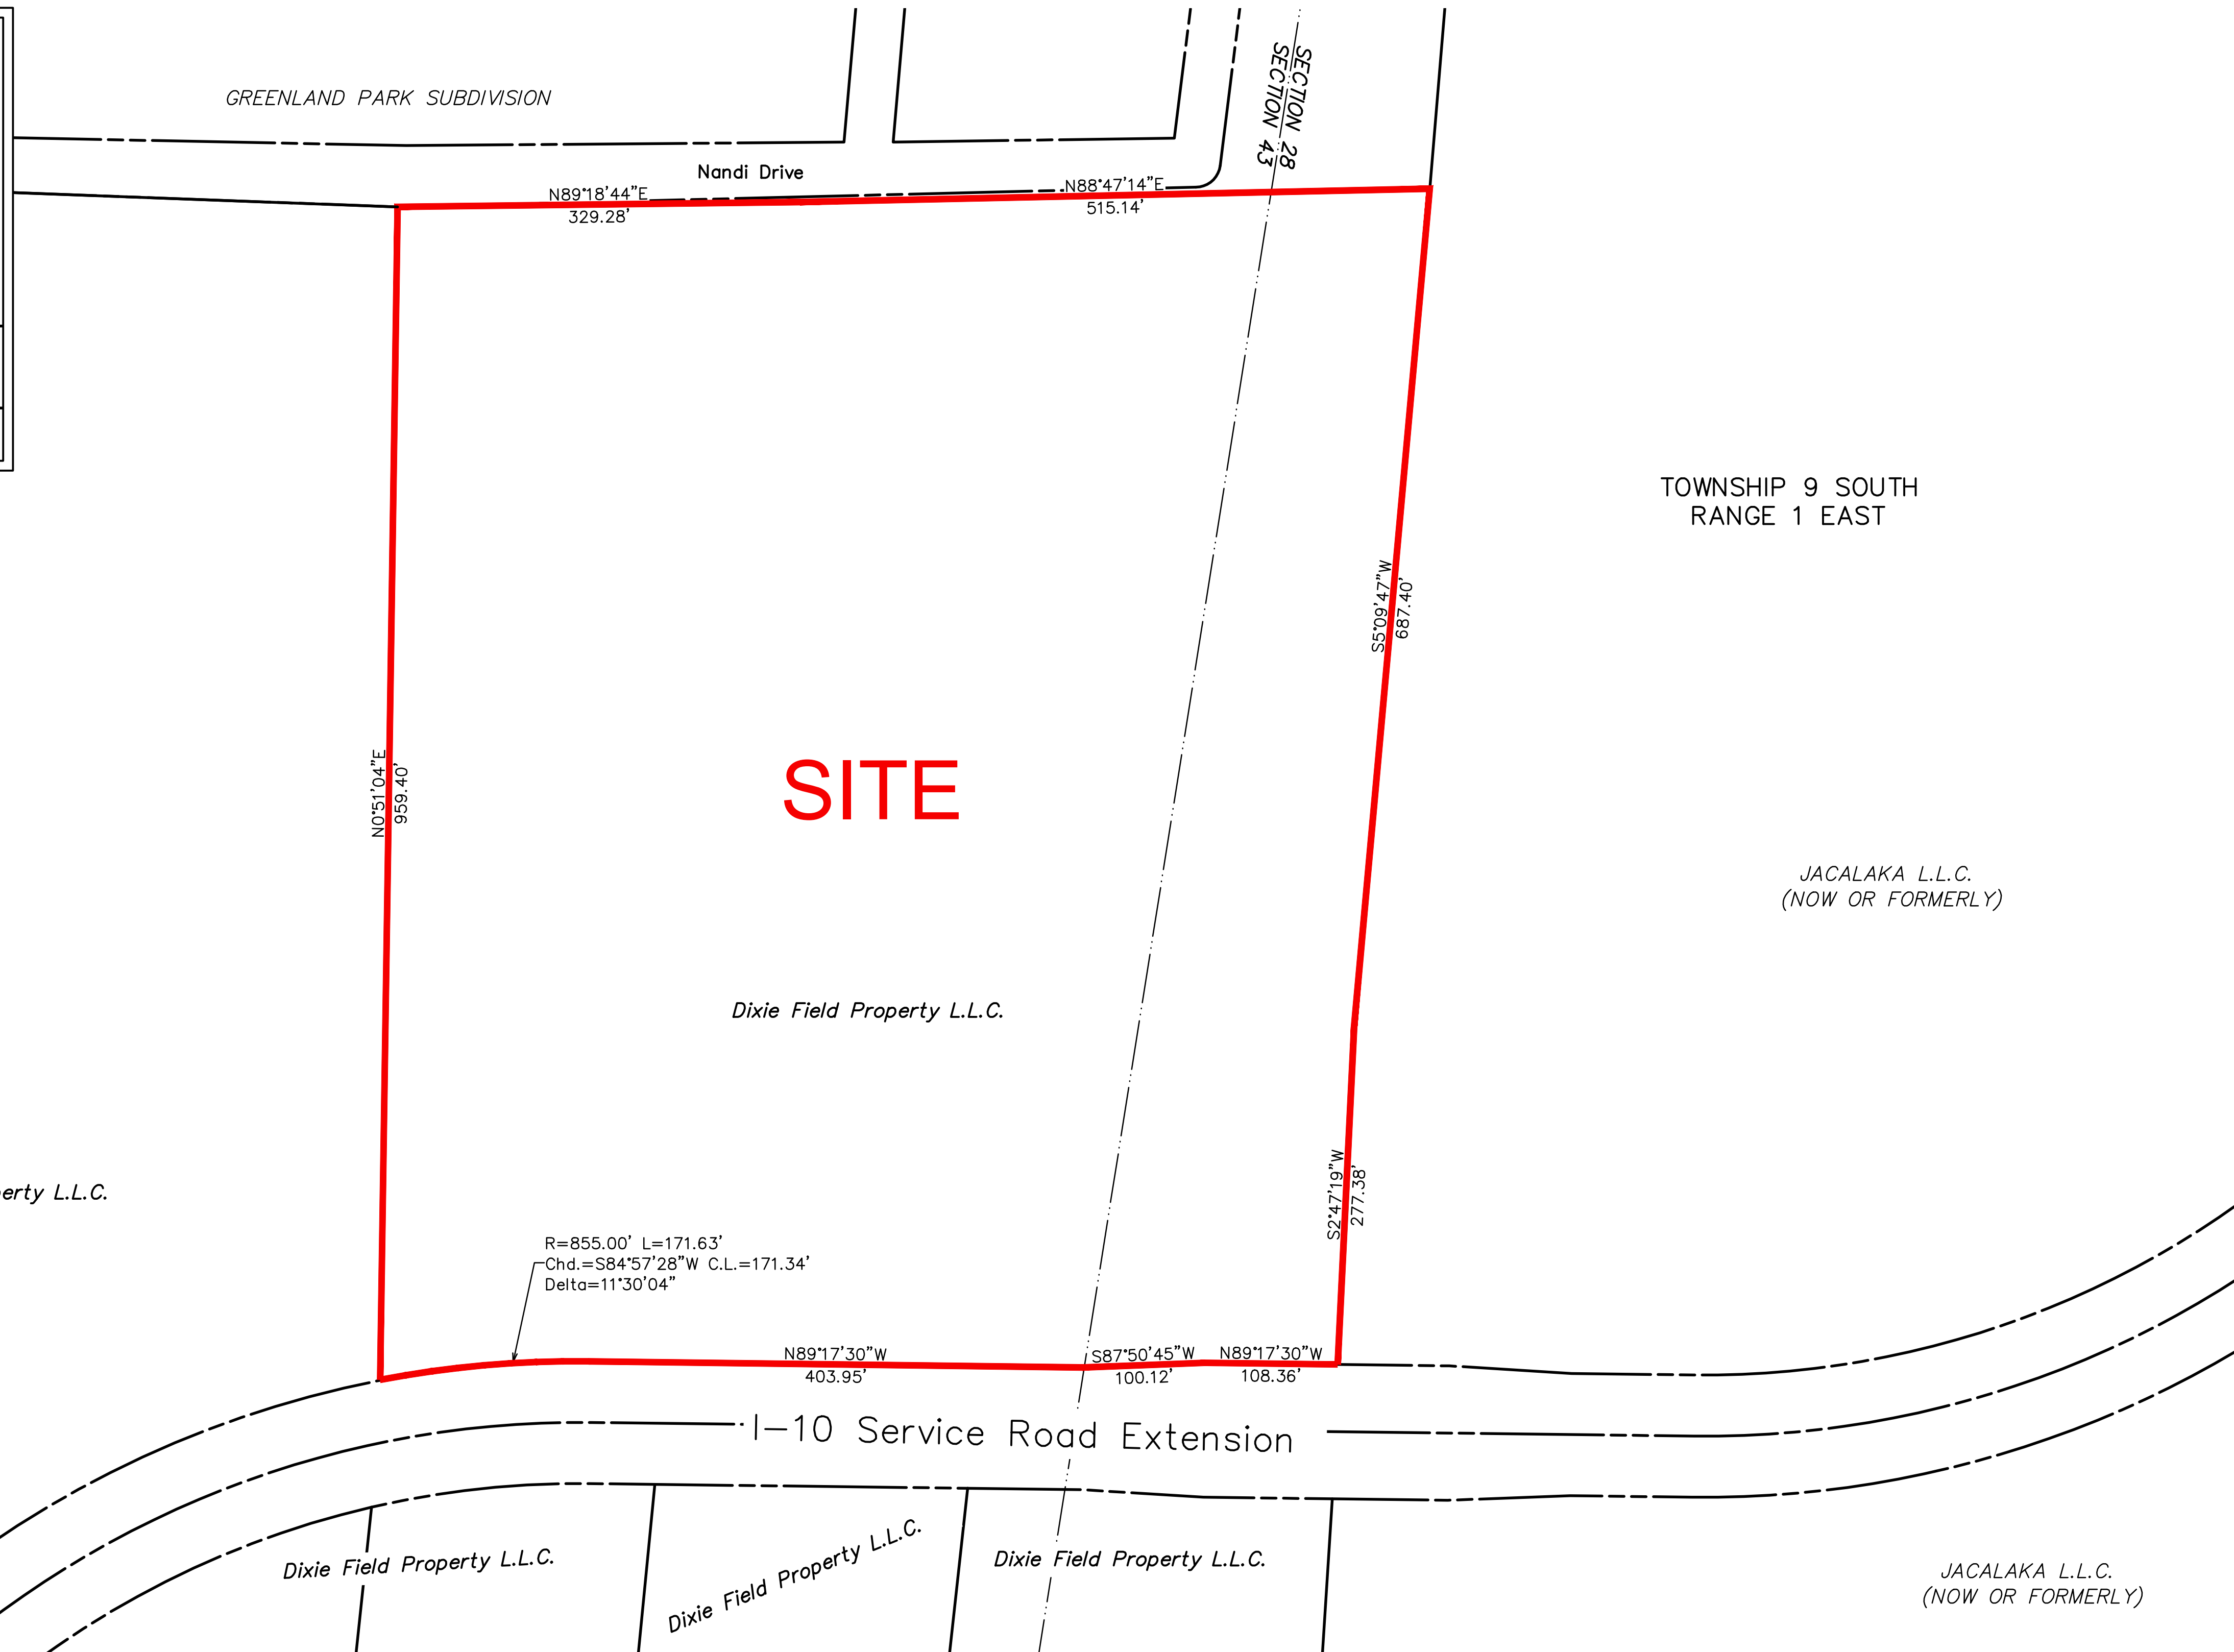 GREENLAND PARK SUBDIVISION
SECTION 28
SECTION 43
Nandi Drive
N89°18'44"E
329.28'
N88°47'14"E
515.14'
TOWNSHIP 9 SOUTH
RANGE 1 EAST
S5°09'47"W
687.40'
N0°51'04"E
959.40'
SITE
JACALAKA L.L.C.
(NOW OR FORMERLY)
Dixie Field Property L.L.C.
S2°47'19"W
277.38'
erty L.L.C.
R=855.00' L=171.63'
Chd.=S84°57'28"W C.L.=171.34'
Delta=11°30'04"
N89°17'30"W
403.95'
S87°50'45"W
100.12'
N89°17'30"W
108.36'
I-10 Service Road Extension
Dixie Field Property L.L.C.
Dixie Field Property L.L.C.
Dixie Field Property L.L.C.
JACALAKA L.L.C.
(NOW OR FORMERLY)